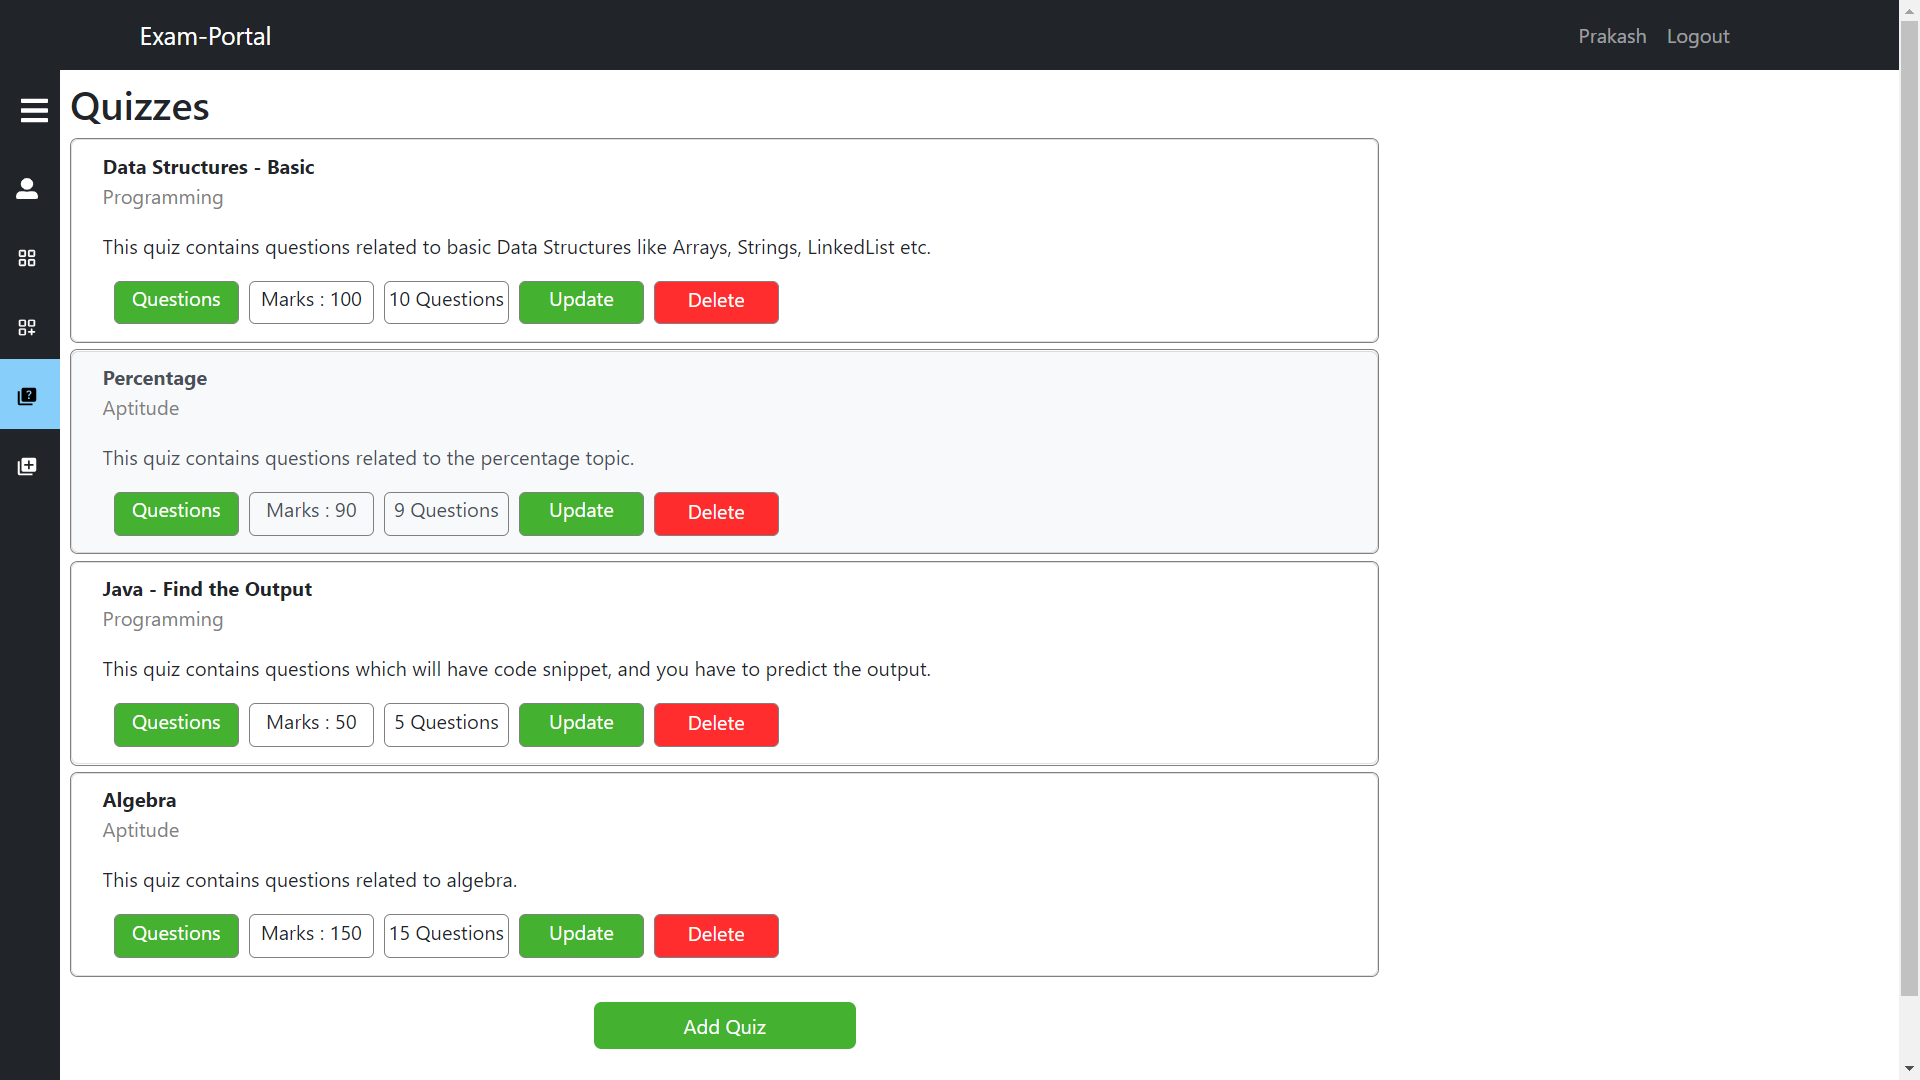 Exam-Portal
Prakash Logout
Quizzes
Data Structures - Basic
Programming
This quiz contains questions related to basic Data Structures like Arrays, Strings, LinkedList etc.
Questions Marks : 100 10 Questions Update Delete
Percentage
Aptitude
This quiz contains questions related to the percentage topic.
Questions Marks : 90 9 Questions Update Delete
Java - Find the Output
Programming
This quiz contains questions which will have code snippet, and you have to predict the output.
Questions Marks : 50 5 Questions Update Delete
Algebra
Aptitude
This quiz contains questions related to algebra.
Questions Marks : 150 15 Questions Update Delete
Add Quiz